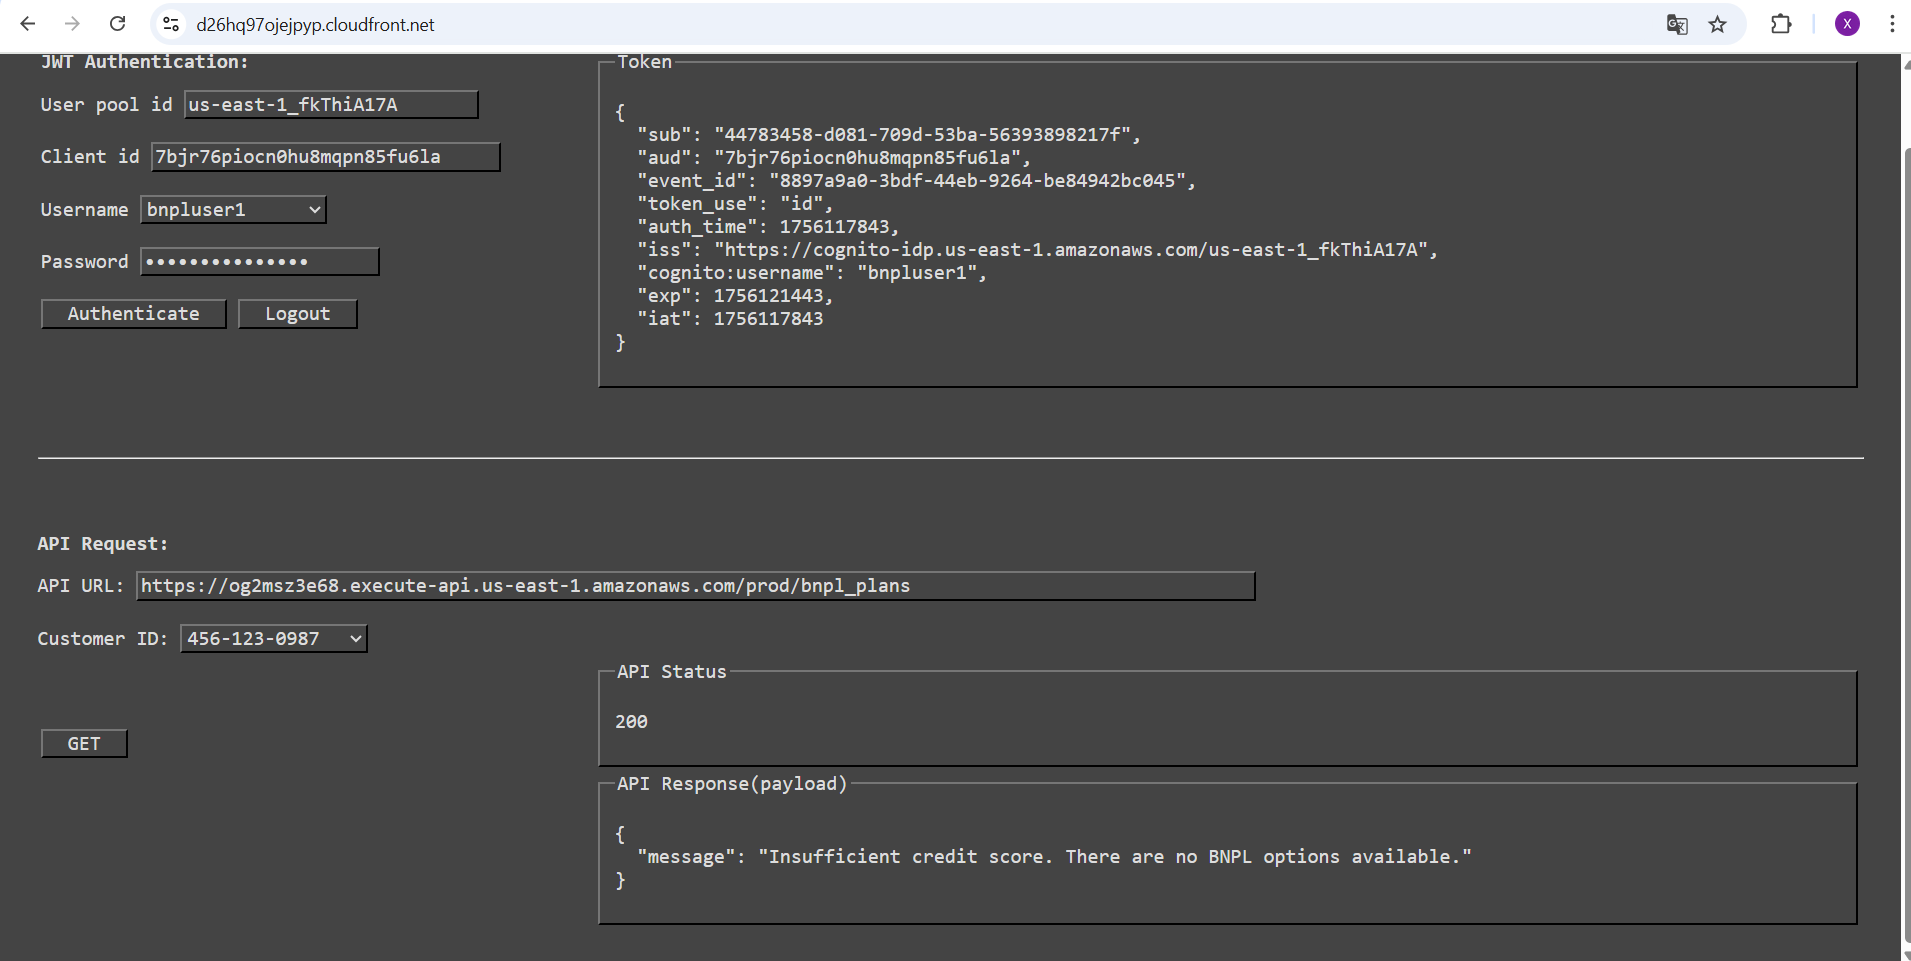 d26hq97ojejpyp.cloudfront.net
X
JWT Authentication:
User pool id us-east-1_fkThiA17A
Client id 7bjr76piocn0hu8mqpn85fu6la
Username bnpluser1
Password •••••••••••••••
Authenticate Logout
Token
{
"sub": "44783458-d081-709d-53ba-56393898217f",
"aud": "7bjr76piocn0hu8mqpn85fu6la",
"event_id": "8897a9a0-3bdf-44eb-9264-be84942bc045",
"token_use": "id",
"auth_time": 1756117843,
"iss": "https://cognito-idp.us-east-1.amazonaws.com/us-east-1_fkThiA17A",
"cognito:username": "bnpluser1",
"exp": 1756121443,
"iat": 1756117843
}
API Request:
API URL: https://og2msz3e68.execute-api.us-east-1.amazonaws.com/prod/bnpl_plans
Customer ID: 456-123-0987
GET
API Status
200
API Response(payload)
{
"message": "Insufficient credit score. There are no BNPL options available."
}